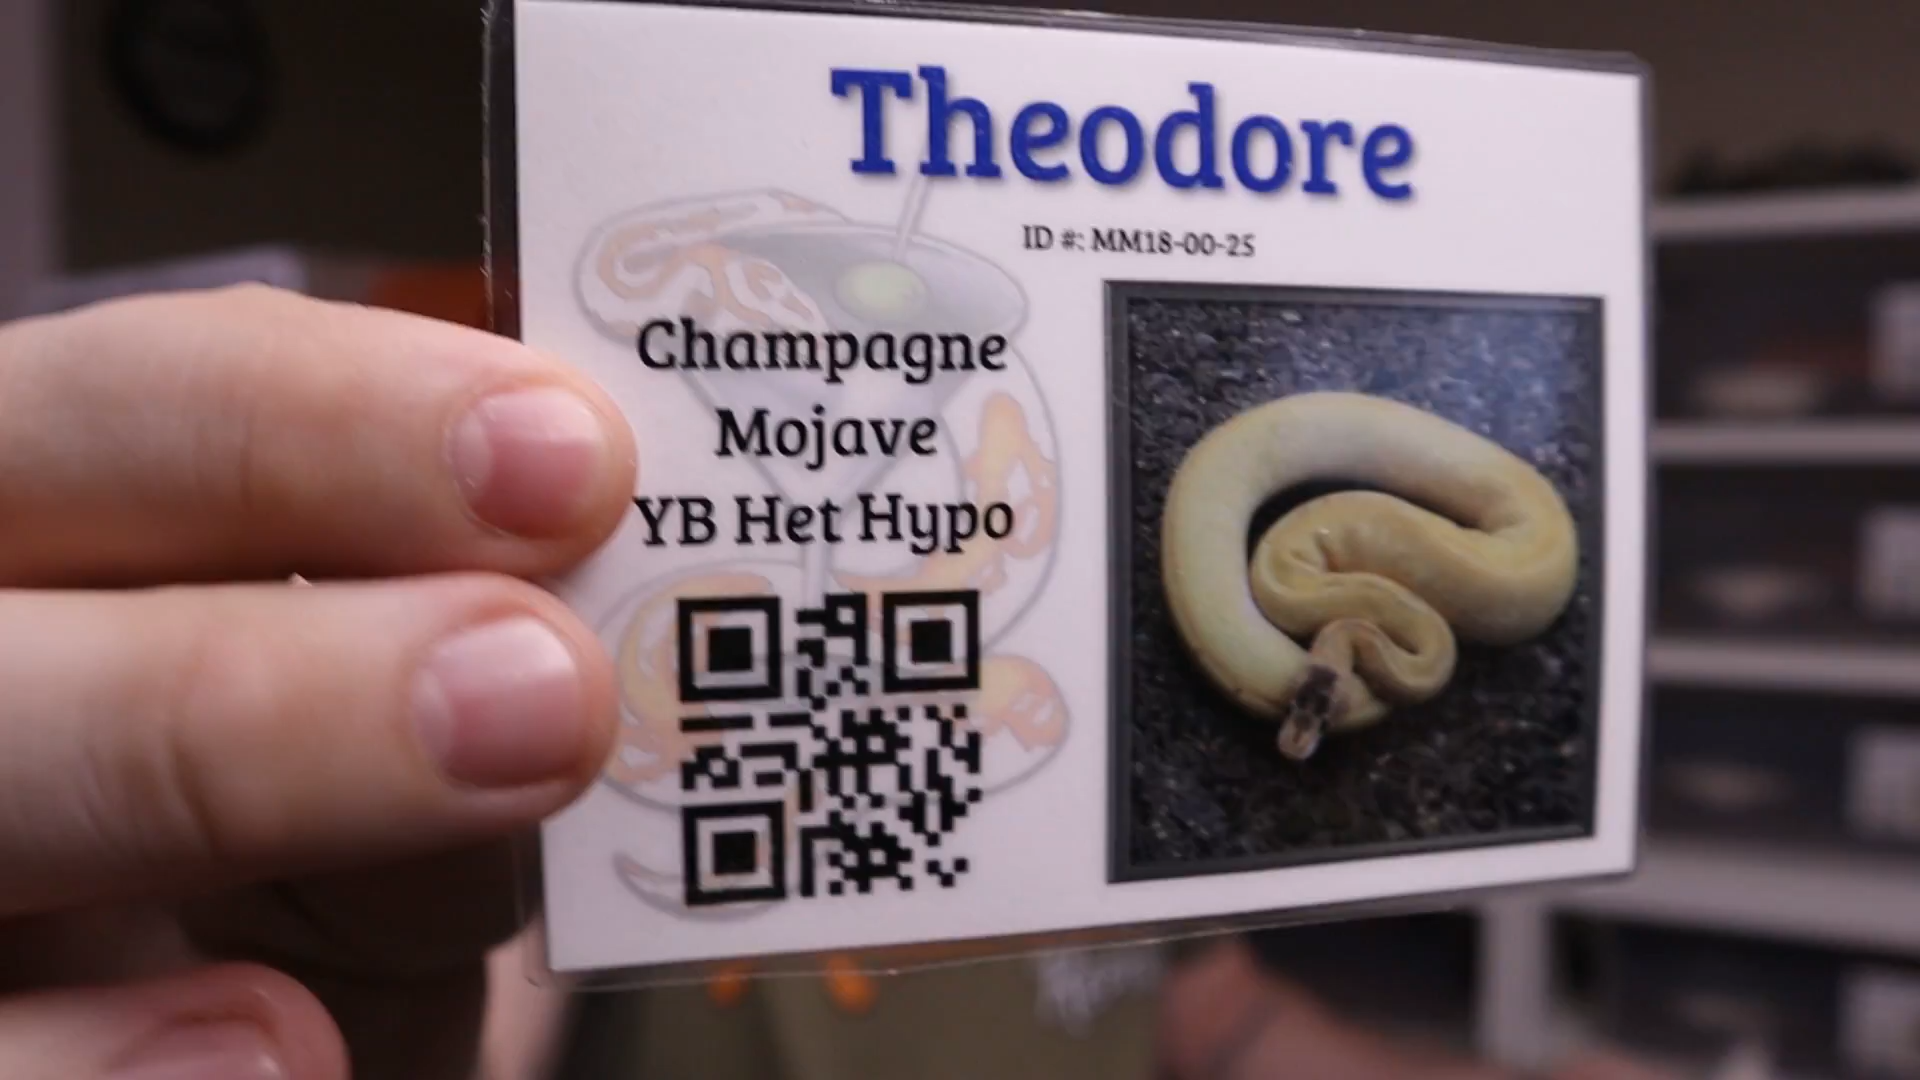 Theodore
ID #: MM18-00-25
Champagne
Mojave
YB Het Hypo